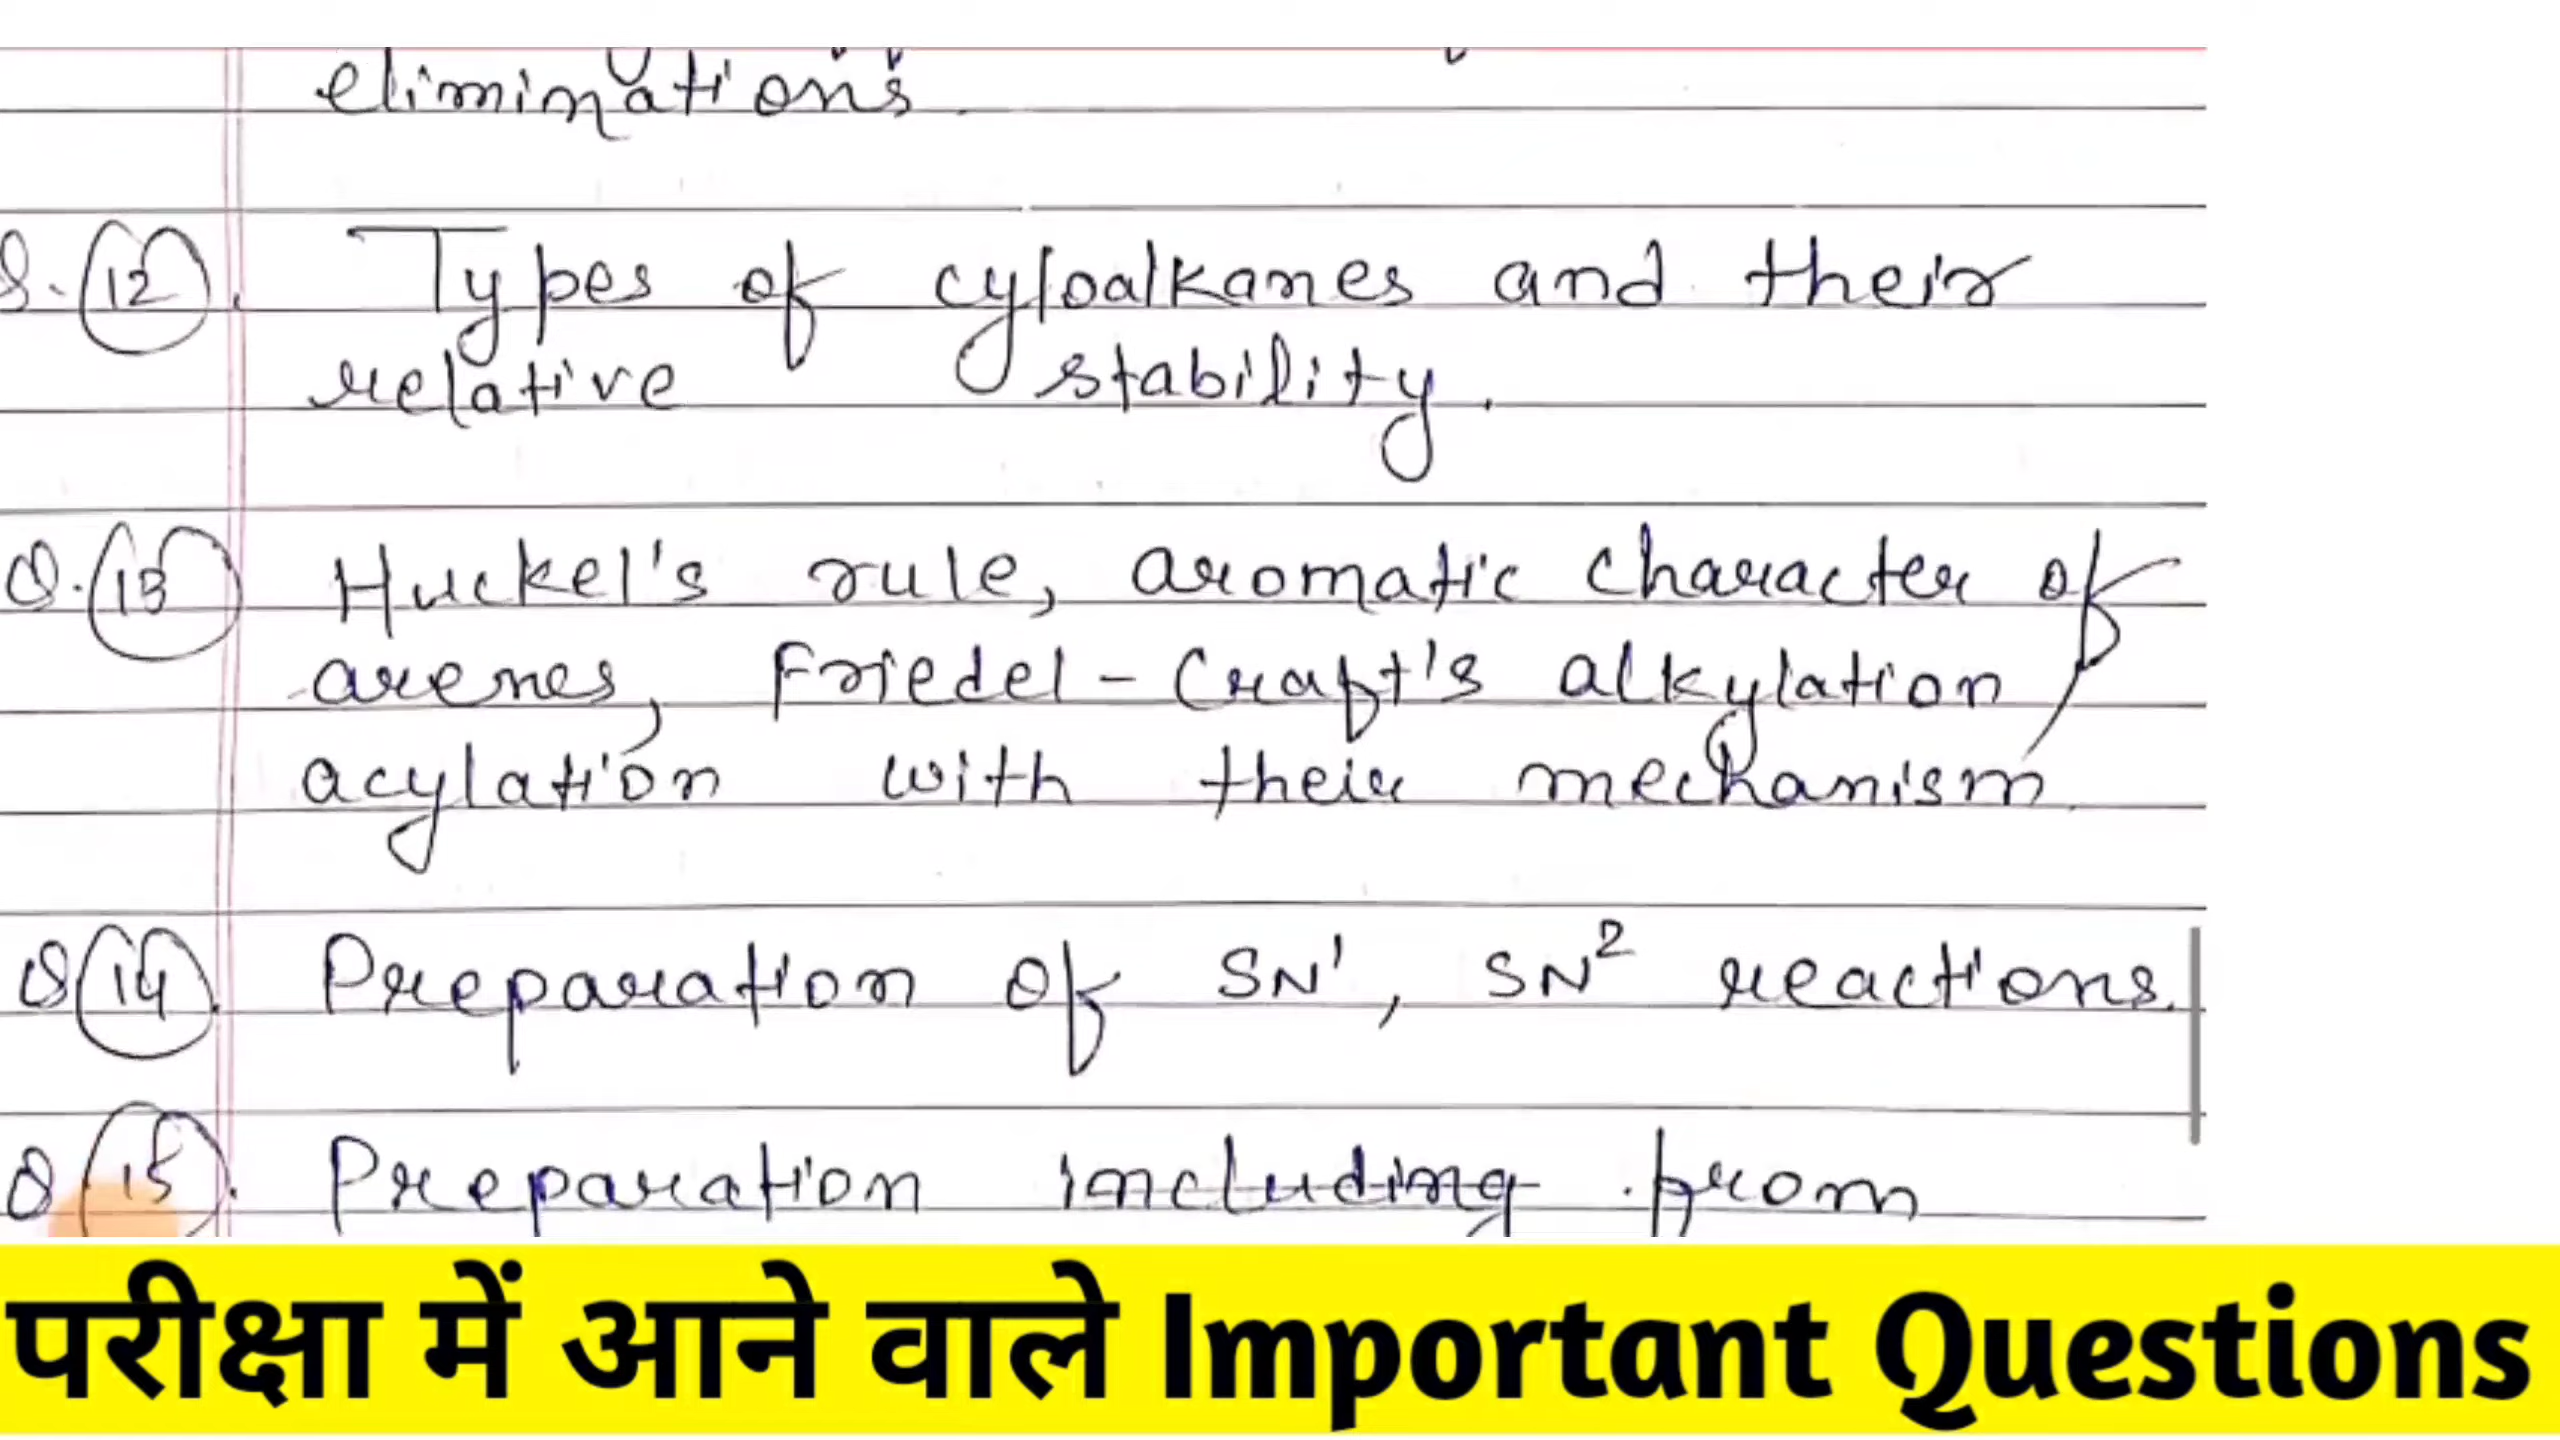 eliminations.
Q. 12. Types of cyloalkanes and their
relative stability.
Q. 13 Huckel's rule, aromatic character of
arenes, Friedel - Craft's alkylation /
acylation with their mechanism.
Q 14. Preparation of SN¹, SN² reactions.
Q 15. Preparation including from
परीक्षा में आने वाले Important Questions